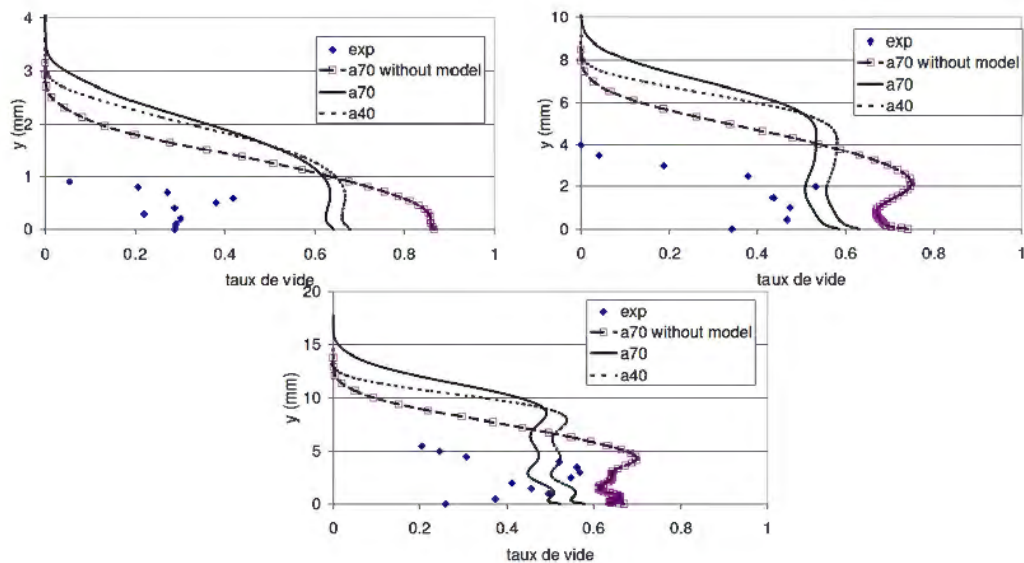 4
3
2
1
0
y (mm)
0 0.2 0.4 0.6 0.8 1
taux de vide
exp
a70 without model
a70
a40
10
8
6
4
2
0
y (mm)
0 0.2 0.4 0.6 0.8 1
taux de vide
exp
a70 without model
a70
a40
20
15
10
5
0
y (mm)
0 0.2 0.4 0.6 0.8 1
taux de vide
exp
a70 without model
a70
a40